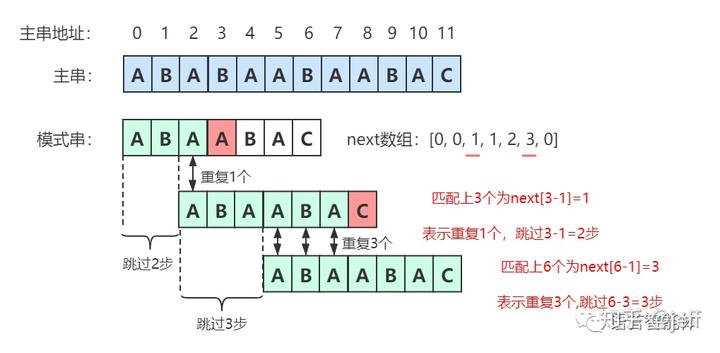 主串地址: 0 1 2 3 4 5 6 7 8 9 10 11
主串: A B A B A A B A A B A C
模式串: A B A A B A C next数组: [0, 0, 1, 1, 2, 3, 0]
重复1个
匹配上3个为next[3-1]=1
A B A A B A C
表示重复1个，跳过3-1=2步
重复3个
跳过2步
匹配上6个为next[6-1]=3
A B A A B A C
表示重复3个,跳过6-3=3步
跳过3步